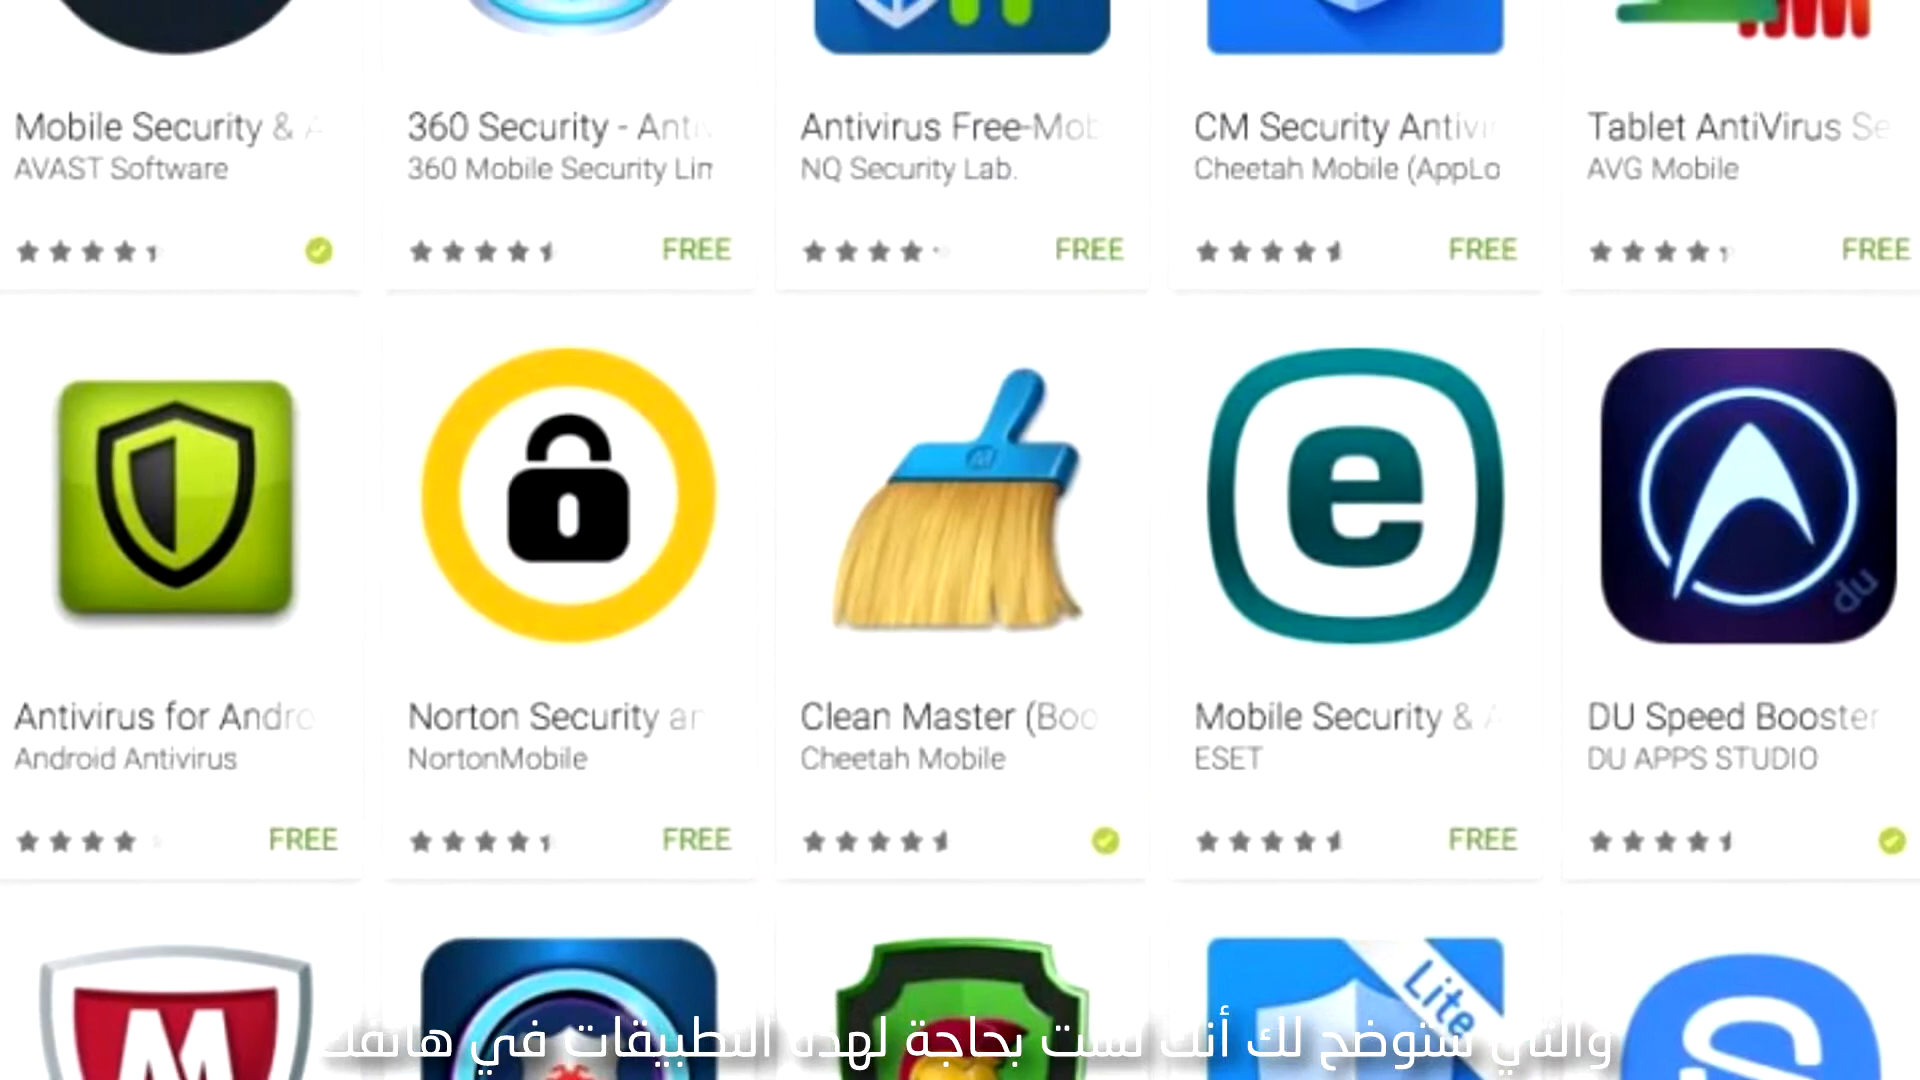 Mobile Security & A
AVAST Software
360 Security - Anti
360 Mobile Security Lim
Antivirus Free-Mob
NQ Security Lab.
CM Security Antivir
Cheetah Mobile (AppLo
Tablet AntiVirus Se
AVG Mobile
FREE
FREE
FREE
FREE
e
du
Antivirus for Andro
Android Antivirus
Norton Security an
NortonMobile
Clean Master (Boo
Cheetah Mobile
Mobile Security & A
ESET
DU Speed Booster
DU APPS STUDIO
FREE
FREE
FREE
Lite
والتي ستوضح لك أنك لست بحاجة لهذه التطبيقات في هاتفك